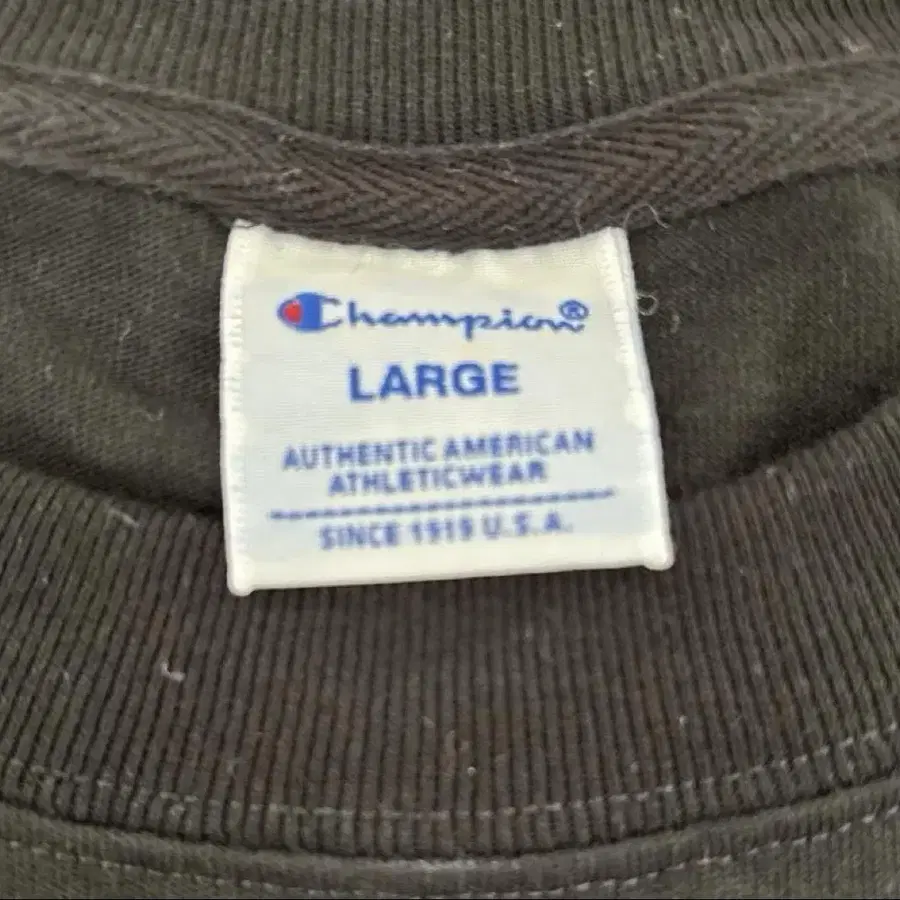 Champion®
LARGE
AUTHENTIC AMERICAN
ATHLETICWEAR
SINCE 1919 U.S.A.